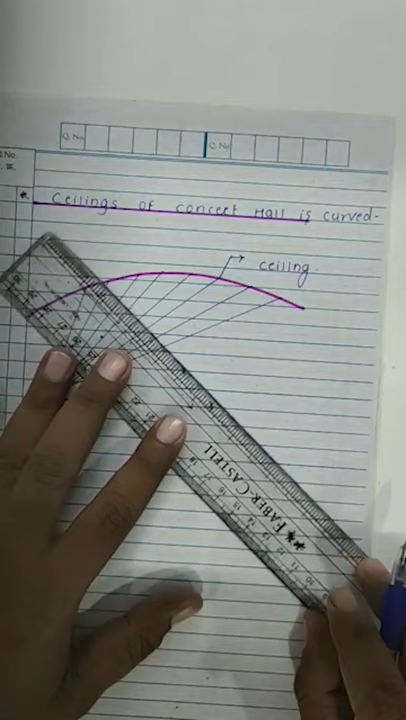 Q. No.
Q. No.
* Ceilings of concert Hall is curved-
ceiling
FABER CASTELL